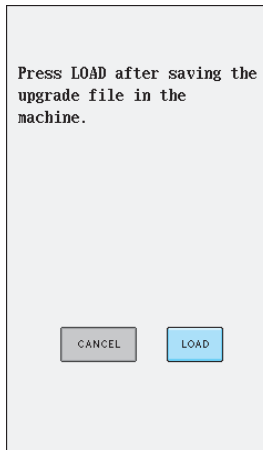 Press LOAD after saving the
upgrade file in the
machine.
CANCEL LOAD